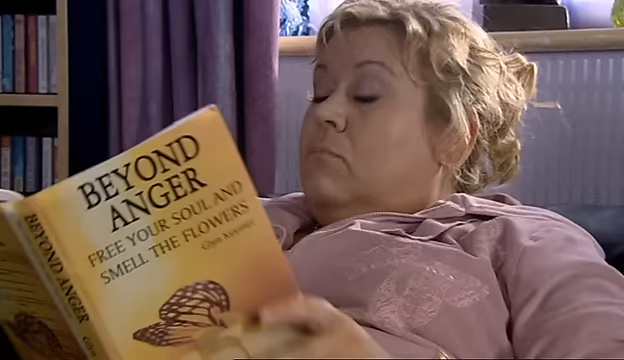 BEYOND
ANGER
FREE YOUR SOUL AND
SMELL THE FLOWERS
BEYOND ANGER